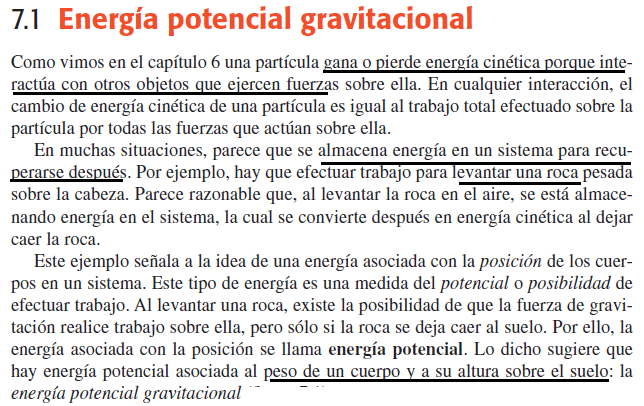 7.1 Energía potencial gravitacional
Como vimos en el capítulo 6 una partícula gana o pierde energía cinética porque inte-
ractúa con otros objetos que ejercen fuerzas sobre ella. En cualquier interacción, el
cambio de energía cinética de una partícula es igual al trabajo total efectuado sobre la
partícula por todas las fuerzas que actúan sobre ella.
En muchas situaciones, parece que se almacena energía en un sistema para recu-
perarse después. Por ejemplo, hay que efectuar trabajo para levantar una roca pesada
sobre la cabeza. Parece razonable que, al levantar la roca en el aire, se está almace-
nando energía en el sistema, la cual se convierte después en energía cinética al dejar
caer la roca.
Este ejemplo señala a la idea de una energía asociada con la posición de los cuer-
pos en un sistema. Este tipo de energía es una medida del potencial o posibilidad de
efectuar trabajo. Al levantar una roca, existe la posibilidad de que la fuerza de gravi-
tación realice trabajo sobre ella, pero sólo si la roca se deja caer al suelo. Por ello, la
energía asociada con la posición se llama energía potencial. Lo dicho sugiere que
hay energía potencial asociada al peso de un cuerpo y a su altura sobre el suelo: la
energía potencial gravitacional